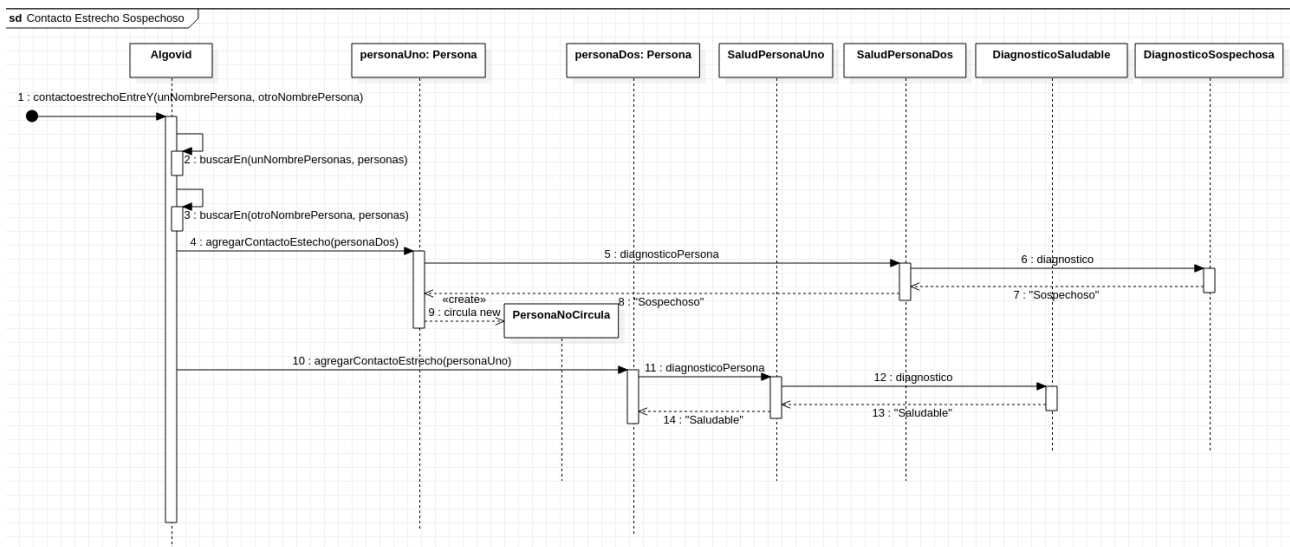 sd Contacto Estrecho Sospechoso
Algovid
personaUno: Persona
personaDos: Persona
SaludPersonaUno
SaludPersonaDos
DiagnosticoSaludable
DiagnosticoSospechosa
1 : contactoestrechoEntreY(unNombrePersona, otroNombrePersona)
2 : buscarEn(unNombrePersonas, personas)
3 : buscarEn(otroNombrePersona, personas)
4 : agregarContactoEstecho(personaDos)
5 : diagnosticoPersona
6 : diagnostico
7 : "Sospechoso"
8 : "Sospechoso"
«create»
9 : circula new
PersonaNoCircula
10 : agregarContactoEstrecho(personaUno)
11 : diagnosticoPersona
12 : diagnostico
13 : "Saludable"
14 : "Saludable"